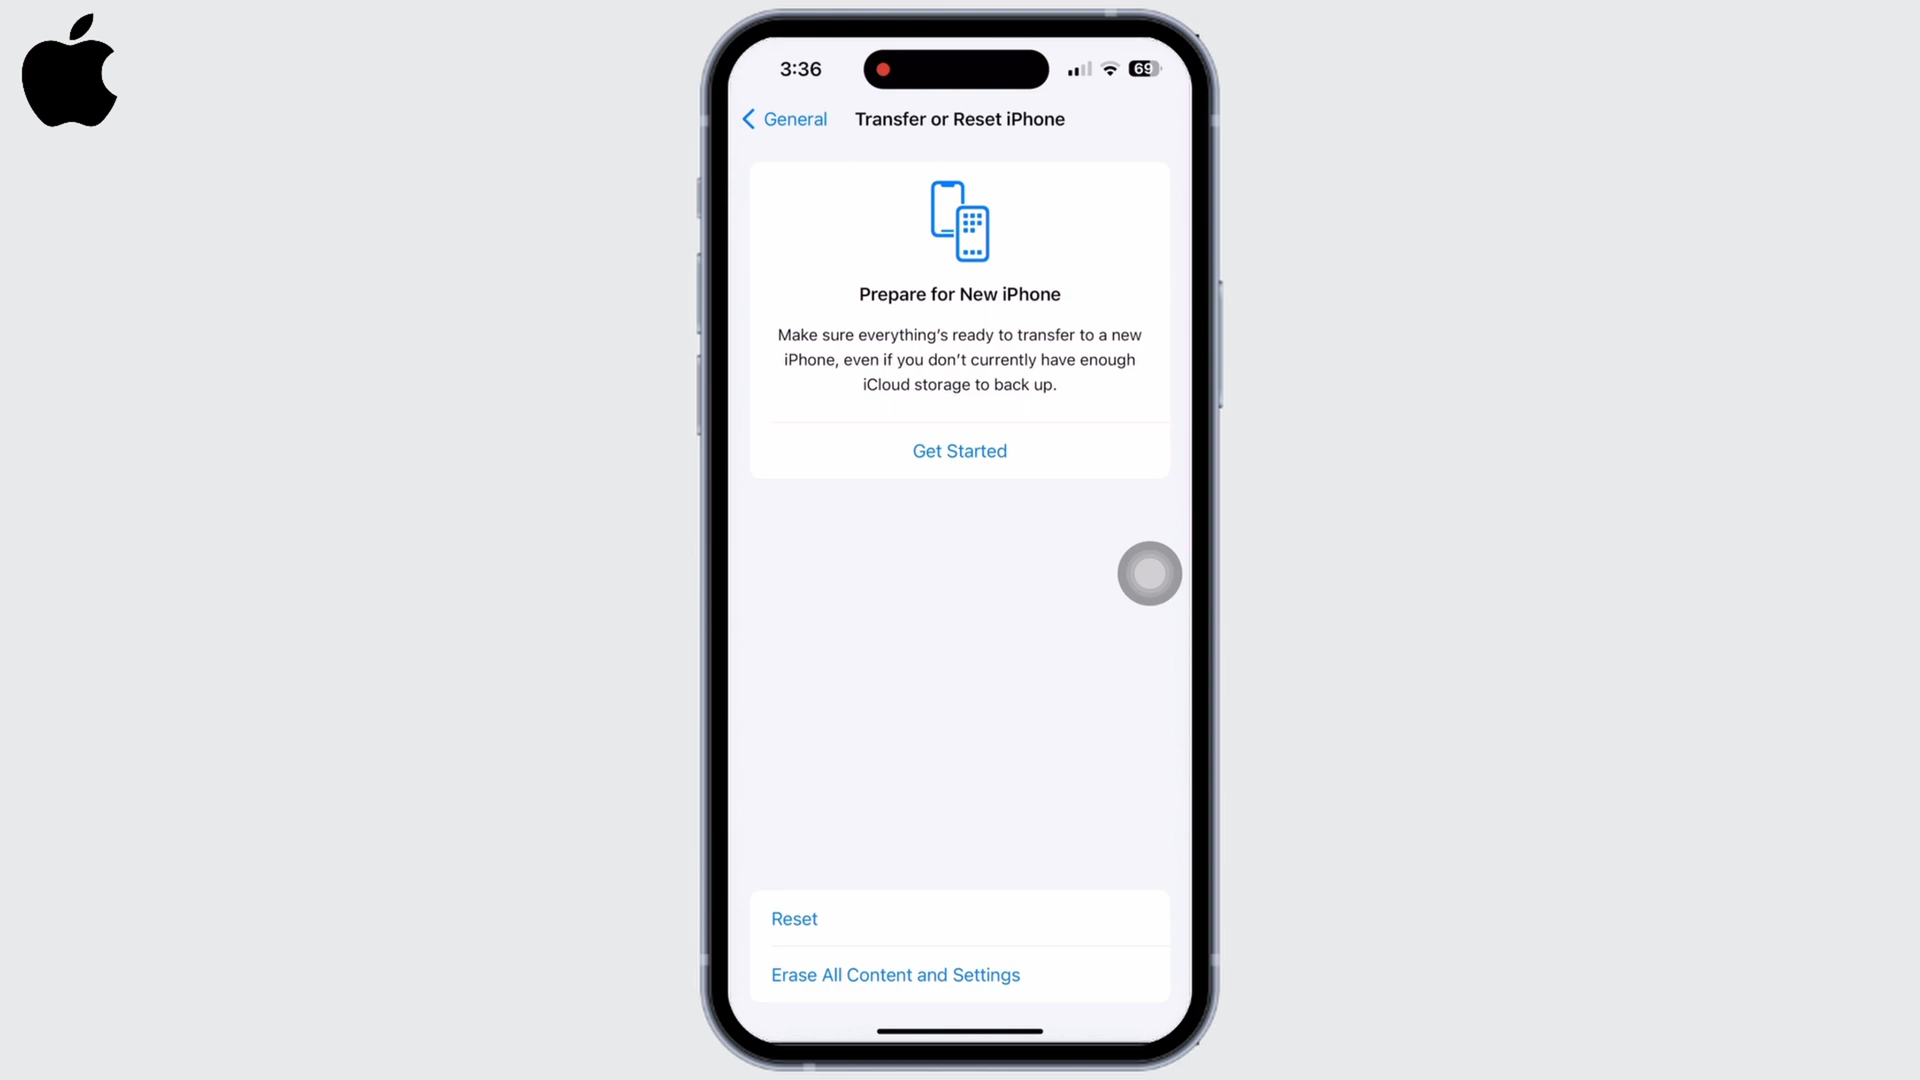 3:36
69
General
Transfer or Reset iPhone
Prepare for New iPhone
Make sure everything's ready to transfer to a new
iPhone, even if you don't currently have enough
iCloud storage to back up.
Get Started
Reset
Erase All Content and Settings